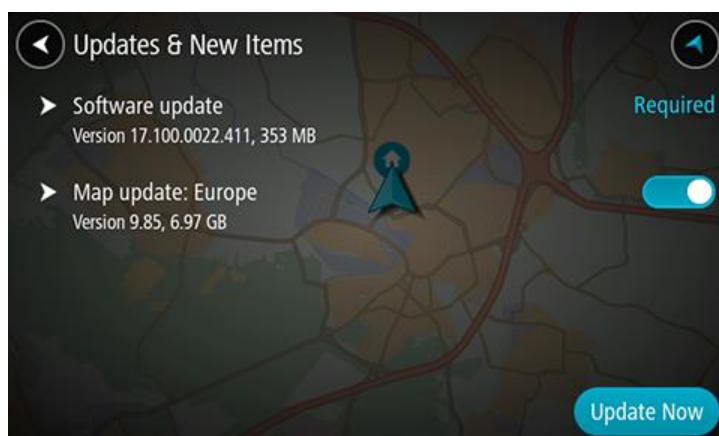 Updates & New Items
Software update
Required
Version 17.100.0022.411, 353 MB
Map update: Europe
Version 9.85, 6.97 GB
Update Now